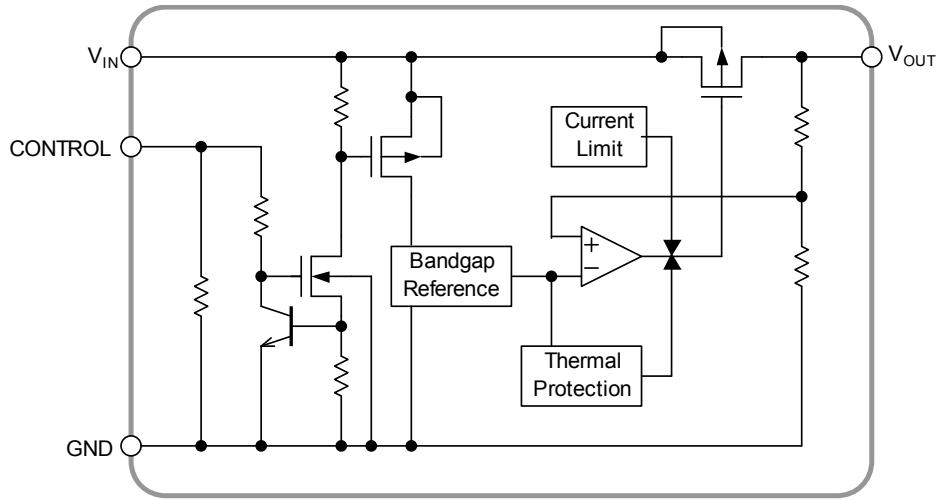 VIN
VOUT
CONTROL
Current
Limit
+
−
Bandgap
Reference
Thermal
Protection
GND